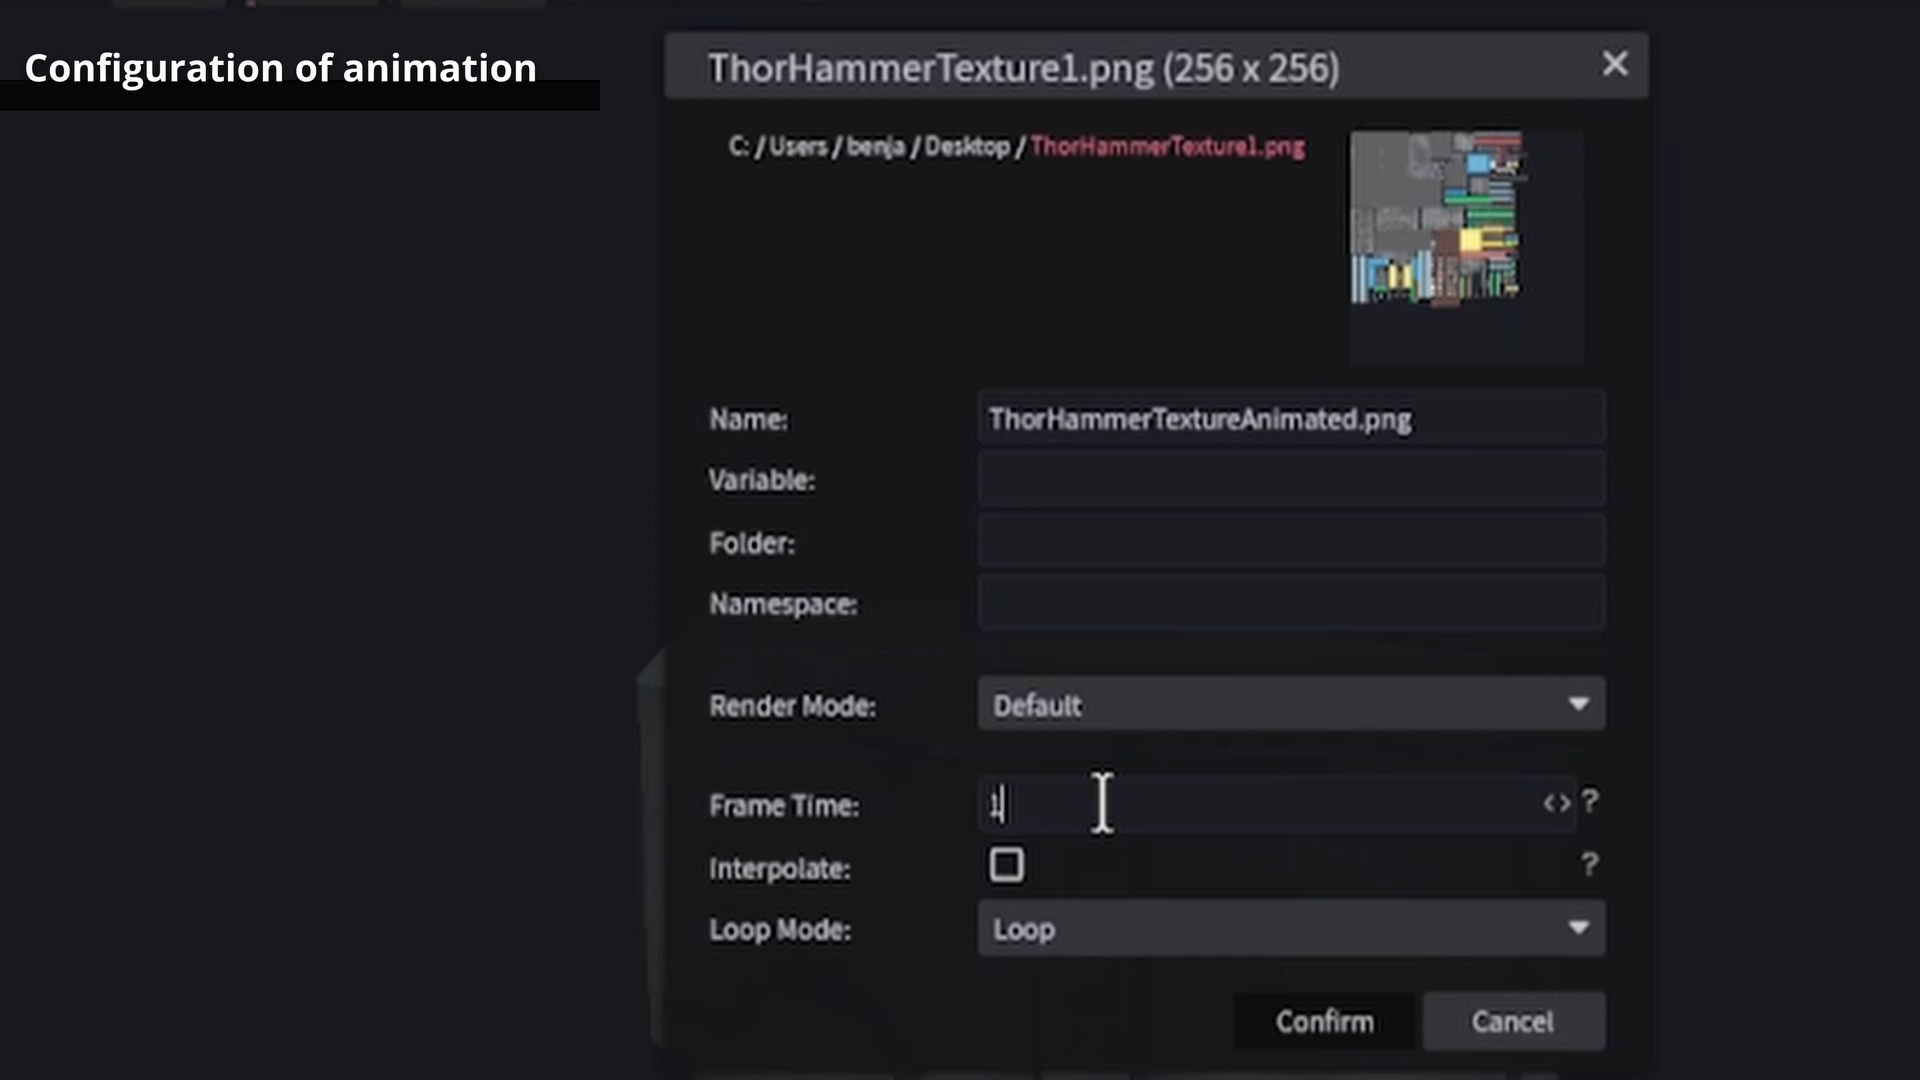 Configuration of animation
ThorHammerTexture1.png (256 x 256)
C: / Users / benja / Desktop / ThorHammerTexture1.png
Name: ThorHammerTextureAnimated.png
Variable:
Folder:
Namespace:
Render Mode: Default
Frame Time: 1
Interpolate: ?
Loop Mode: Loop
Confirm Cancel